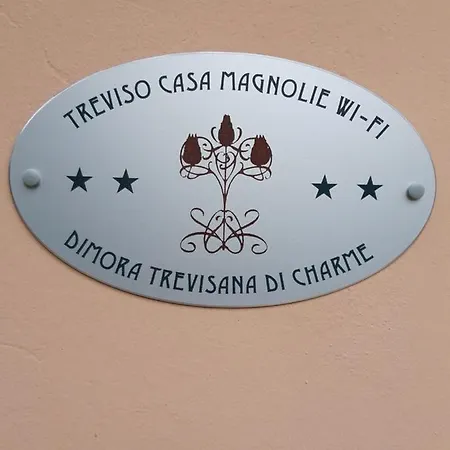 TREVISO CASA MAGNOLIE WI-FI
DIMORA TREVISANA DI CHARME